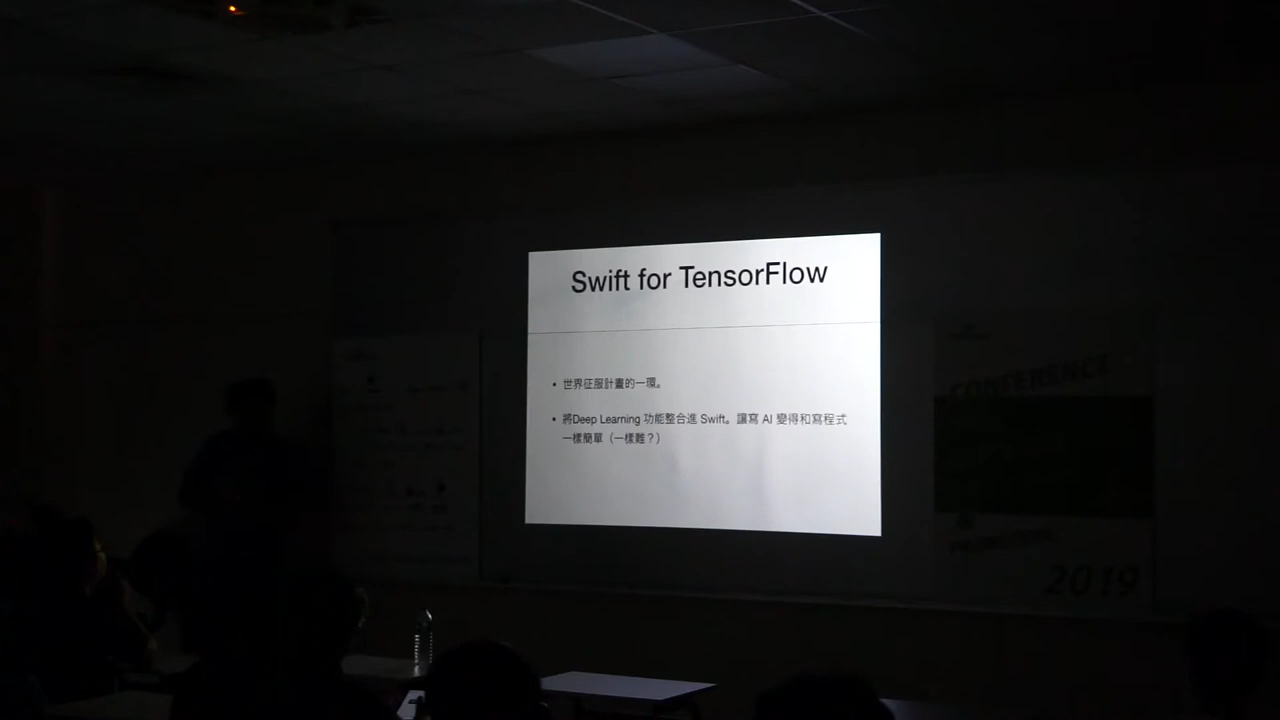 Swift for TensorFlow
• 世界征服計畫的一環。
• 將Deep Learning 功能整合進 Swift。讓寫 AI 變得和寫程式
一樣簡單（一樣難？）
CONFERENCE
2019